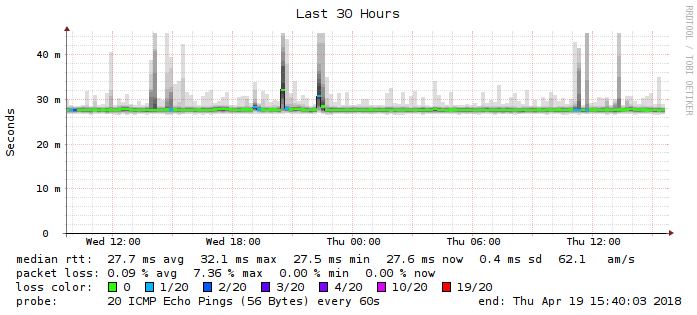 Last 30 Hours
RRDTOOL / TOBI OETIKER
Seconds
40 m
30 m
20 m
10 m
0
Wed 12:00 Wed 18:00 Thu 00:00 Thu 06:00 Thu 12:00
median rtt: 27.7 ms avg 32.1 ms max 27.5 ms min 27.6 ms now 0.4 ms sd 62.1 am/s
packet loss: 0.09 % avg 7.36 % max 0.00 % min 0.00 % now
loss color: 0 1/20 2/20 3/20 4/20 10/20 19/20
probe: 20 ICMP Echo Pings (56 Bytes) every 60s end: Thu Apr 19 15:40:03 2018